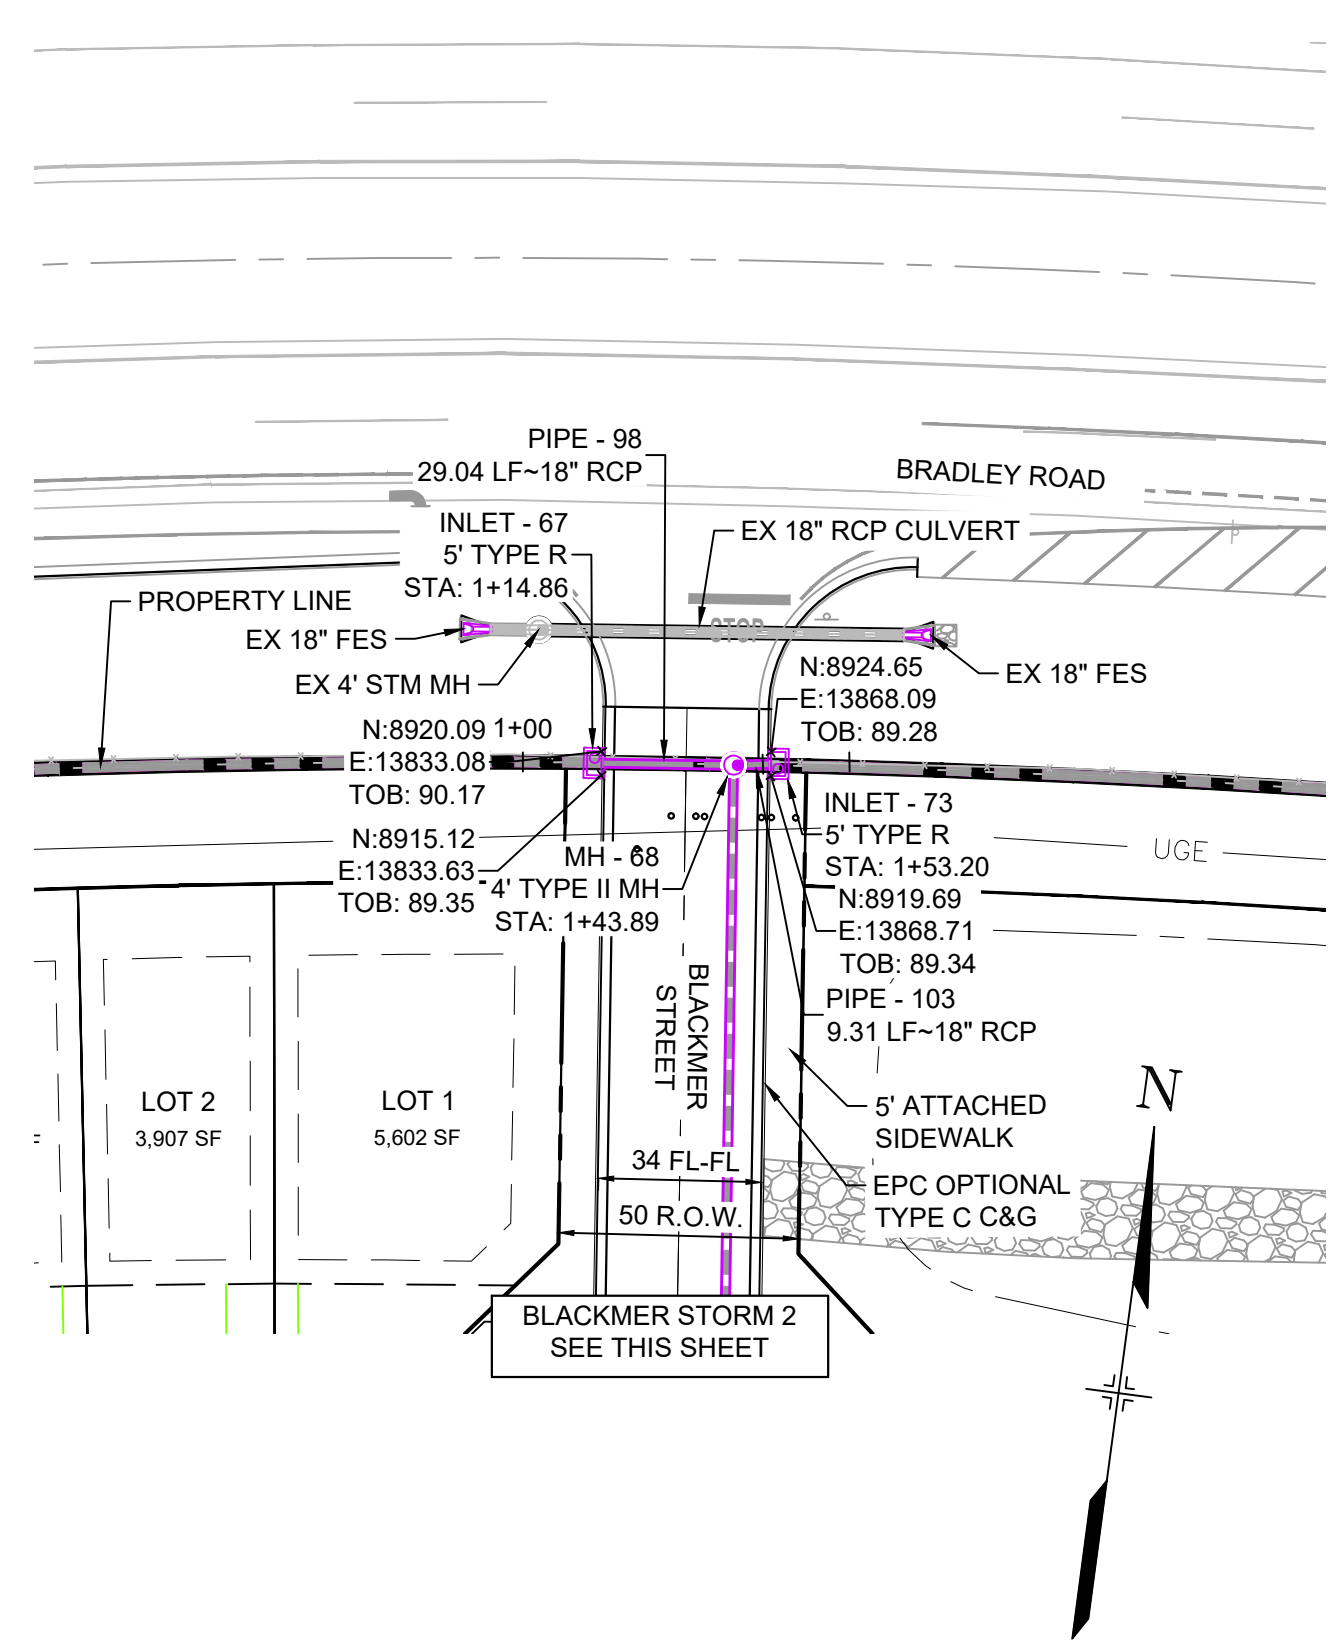 PIPE - 98
29.04 LF~18" RCP
BRADLEY ROAD
INLET - 67
5' TYPE R
STA: 1+14.86
EX 18" RCP CULVERT
PROPERTY LINE
EX 18" FES
STOP
EX 4' STM MH
EX 18" FES
N:8924.65
E:13868.09
TOB: 89.28
N:8920.09
E:13833.08
TOB: 90.17
1+00
N:8915.12
E:13833.63
TOB: 89.35
MH - 68
4' TYPE II MH
STA: 1+43.89
INLET - 73
5' TYPE R
STA: 1+53.20
N:8919.69
E:13868.71
TOB: 89.34
UGE
PIPE - 103
9.31 LF~18" RCP
BLACKMER
STREET
LOT 2
3,907 SF
LOT 1
5,602 SF
5' ATTACHED
SIDEWALK
EPC OPTIONAL
TYPE C C&G
34 FL-FL
50 R.O.W.
N
BLACKMER STORM 2
SEE THIS SHEET